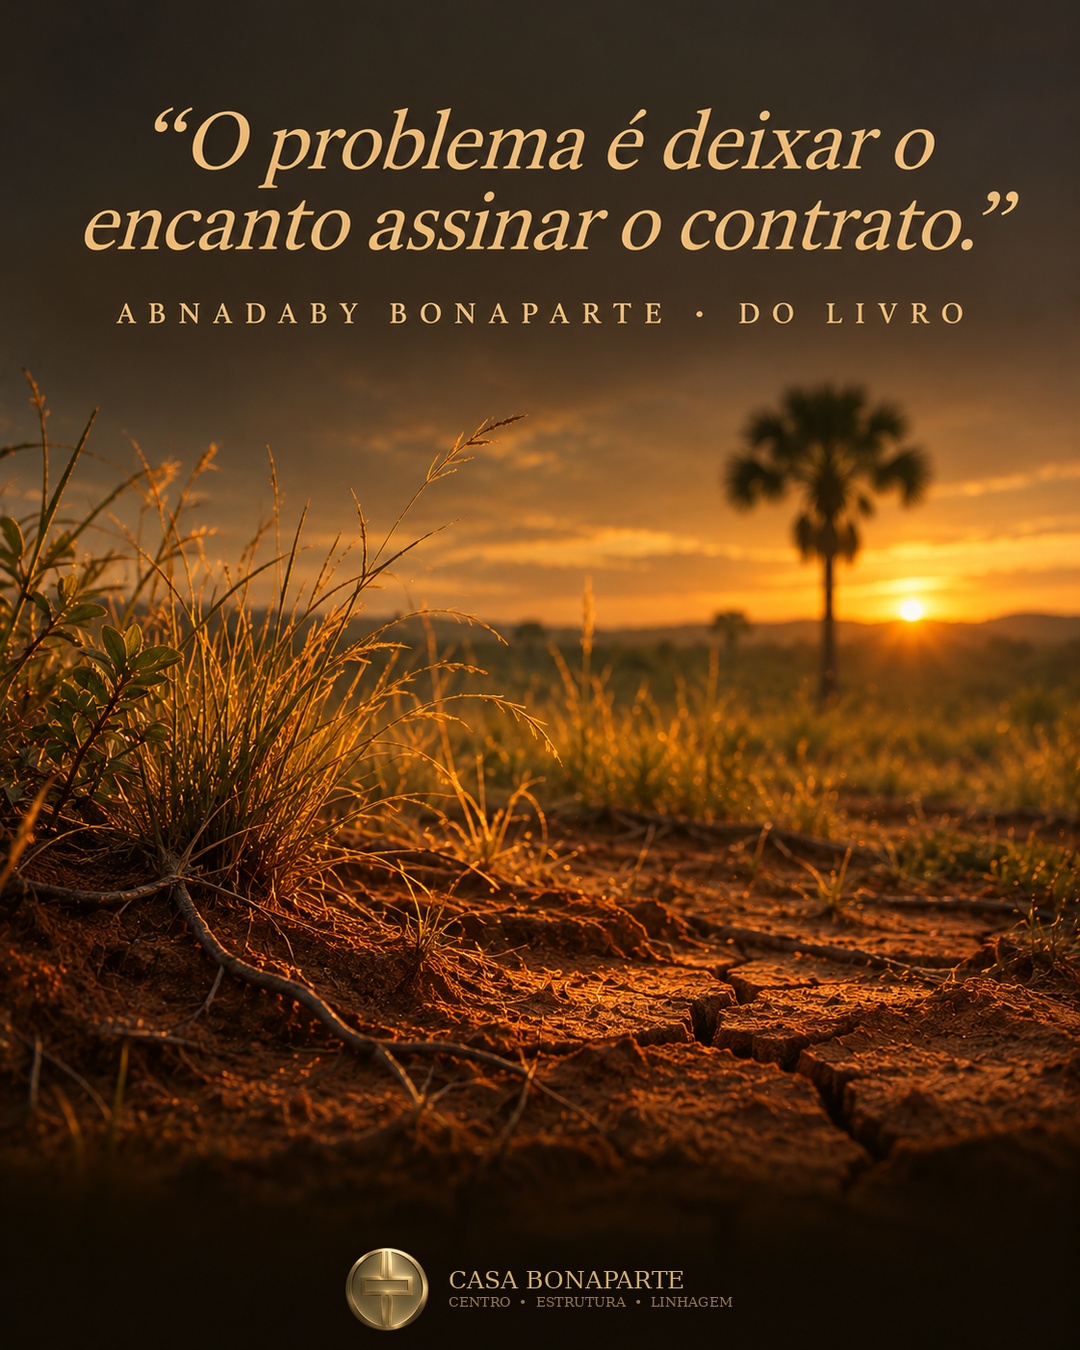 “O problema é deixar o
encanto assinar o contrato.”
ABNADABY BONAPARTE • DO LIVRO
CASA BONAPARTE
CENTRO • ESTRUTURA • LINHAGEM